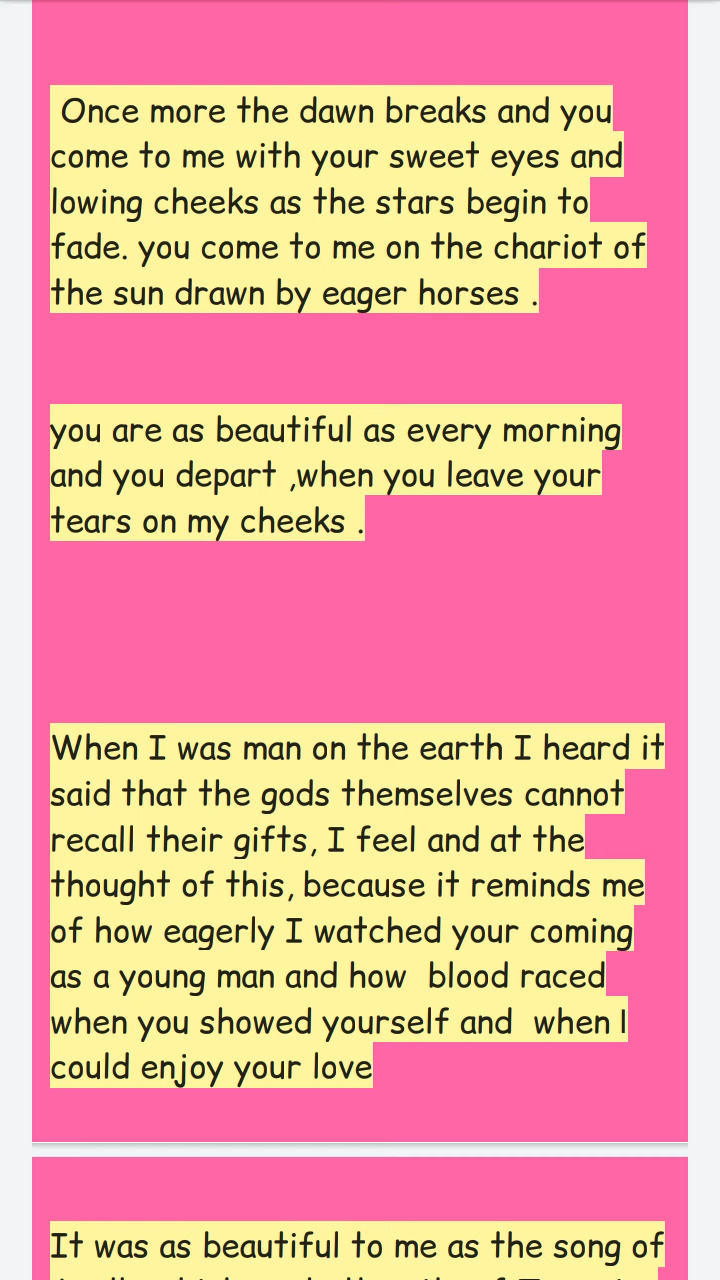 Once more the dawn breaks and you
come to me with your sweet eyes and
lowing cheeks as the stars begin to
fade. you come to me on the chariot of
the sun drawn by eager horses .
you are as beautiful as every morning
and you depart ,when you leave your
tears on my cheeks .
When I was man on the earth I heard it
said that the gods themselves cannot
recall their gifts, I feel and at the
thought of this, because it reminds me
of how eagerly I watched your coming
as a young man and how blood raced
when you showed yourself and when I
could enjoy your love
It was as beautiful to me as the song of